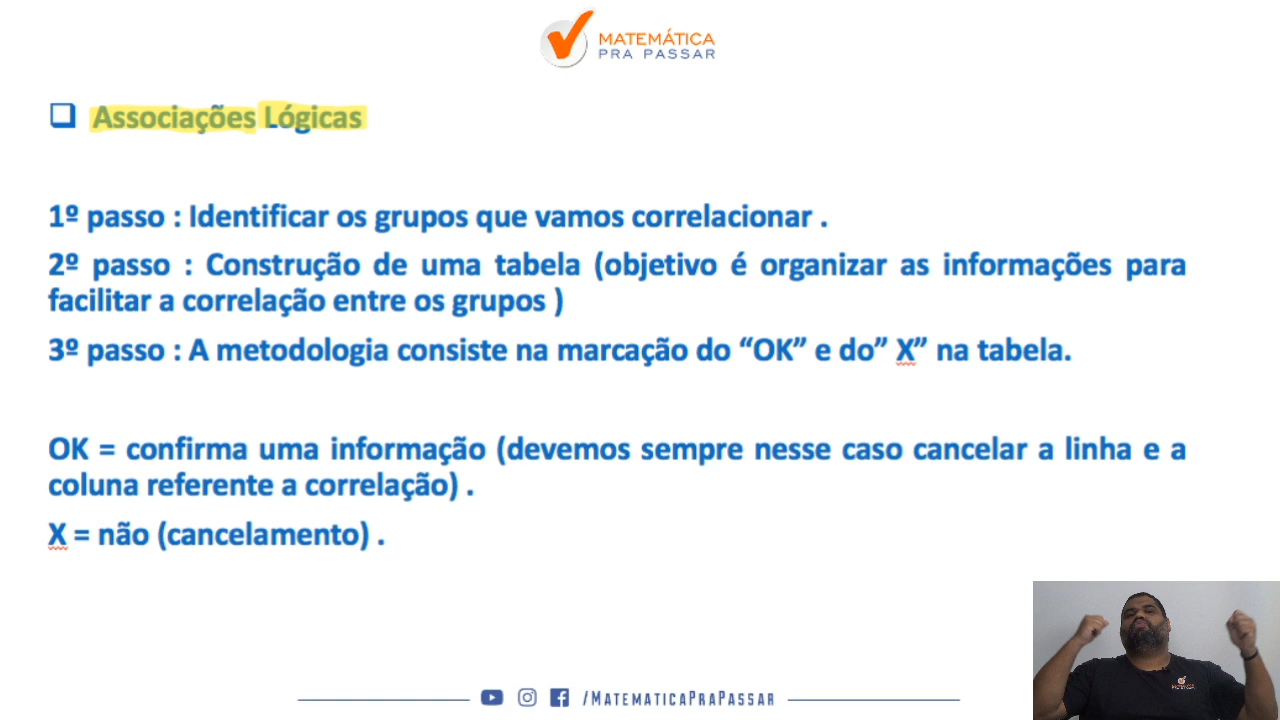 MATEMÁTICA
PRA PASSAR
Associações Lógicas
1º passo : Identificar os grupos que vamos correlacionar .
2º passo : Construção de uma tabela (objetivo é organizar as informações para
facilitar a correlação entre os grupos )
3º passo : A metodologia consiste na marcação do “OK” e do” X” na tabela.
OK = confirma uma informação (devemos sempre nesse caso cancelar a linha e a
coluna referente a correlação) .
X = não (cancelamento) .
/MATEMATICAPRAPASSAR